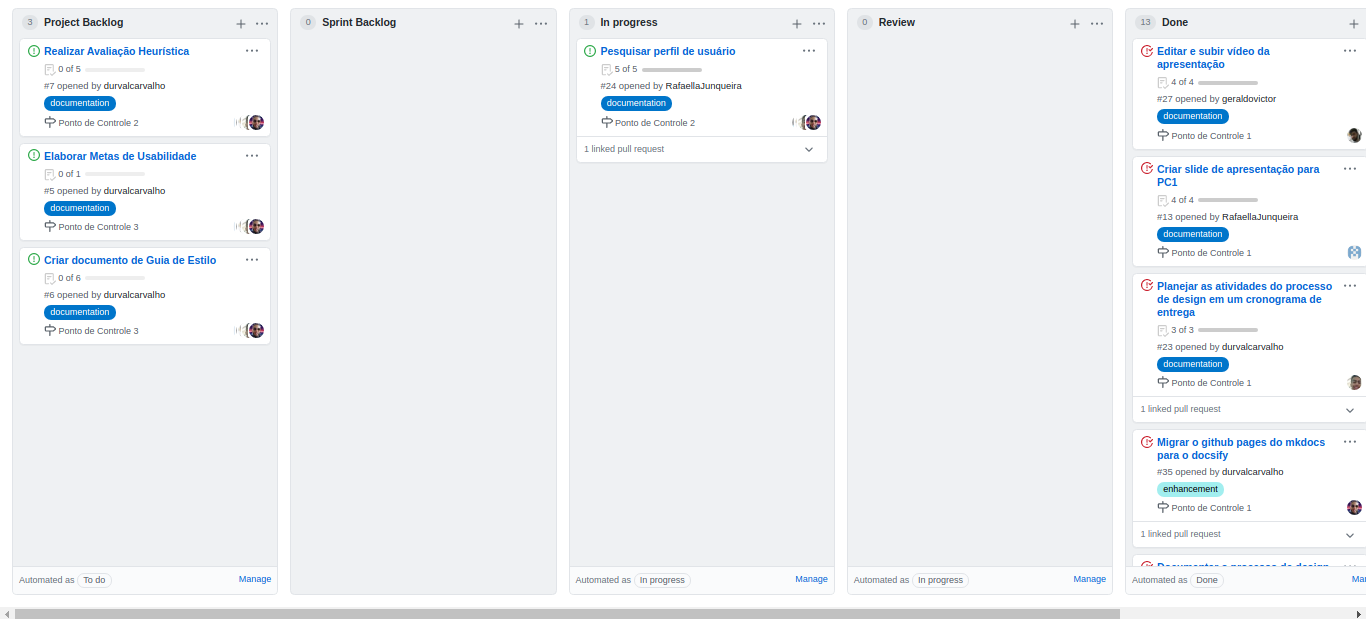 3 Project Backlog
Realizar Avaliação Heurística
0 of 5
#7 opened by durvalcarvalho
documentation
Ponto de Controle 2
Elaborar Metas de Usabilidade
0 of 1
#5 opened by durvalcarvalho
documentation
Ponto de Controle 3
Criar documento de Guia de Estilo
0 of 6
#6 opened by durvalcarvalho
documentation
Ponto de Controle 3
Automated as To do Manage
0 Sprint Backlog
1 In progress
Pesquisar perfil de usuário
5 of 5
#24 opened by RafaellaJunqueira
documentation
Ponto de Controle 2
1 linked pull request
Automated as In progress Manage
0 Review
Automated as In progress Manage
13 Done
Editar e subir vídeo da
apresentação
4 of 4
#27 opened by geraldovictor
documentation
Ponto de Controle 1
Criar slide de apresentação para
PC1
4 of 4
#13 opened by RafaellaJunqueira
documentation
Ponto de Controle 1
Planejar as atividades do processo
de design em um cronograma de
entrega
3 of 3
#23 opened by durvalcarvalho
documentation
Ponto de Controle 1
1 linked pull request
Migrar o github pages do mkdocs
para o docsify
#35 opened by durvalcarvalho
enhancement
Ponto de Controle 1
1 linked pull request
Automated as Done